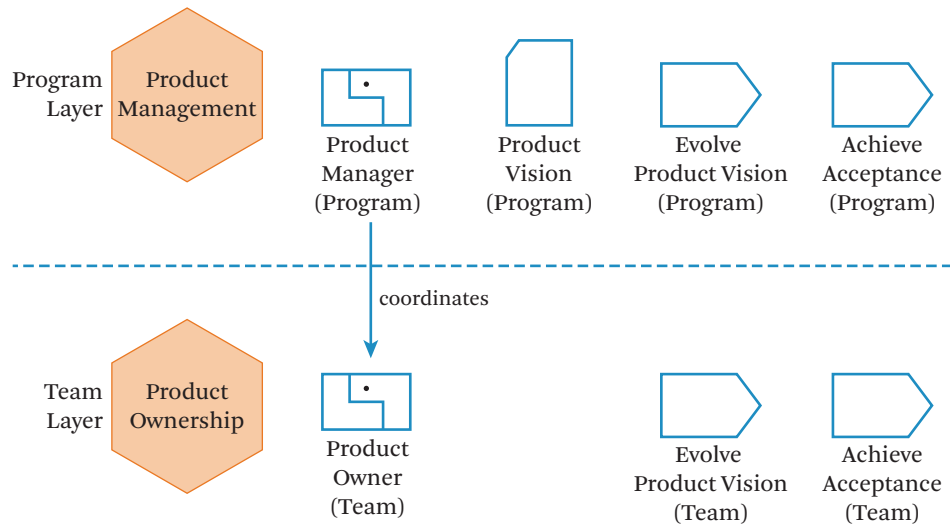 Program
Layer
Product
Management
Product
Manager
(Program)
Product
Vision
(Program)
Evolve
Product Vision
(Program)
Achieve
Acceptance
(Program)
coordinates
Team
Layer
Product
Ownership
Product
Owner
(Team)
Evolve
Product Vision
(Team)
Achieve
Acceptance
(Team)